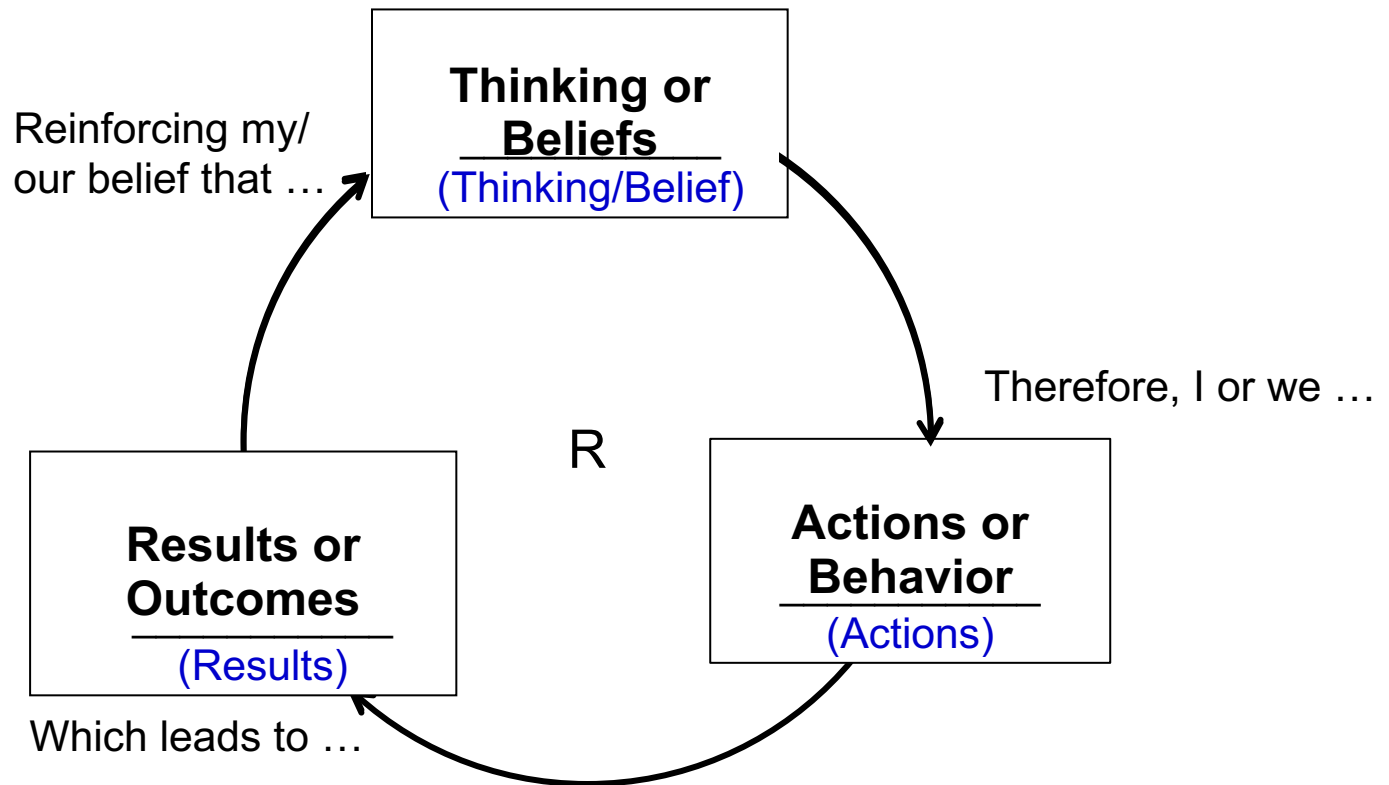 Thinking or
Beliefs
(Thinking/Belief)
Reinforcing my/
our belief that …
Therefore, I or we …
R
Actions or
Behavior
(Actions)
Results or
Outcomes
(Results)
Which leads to …